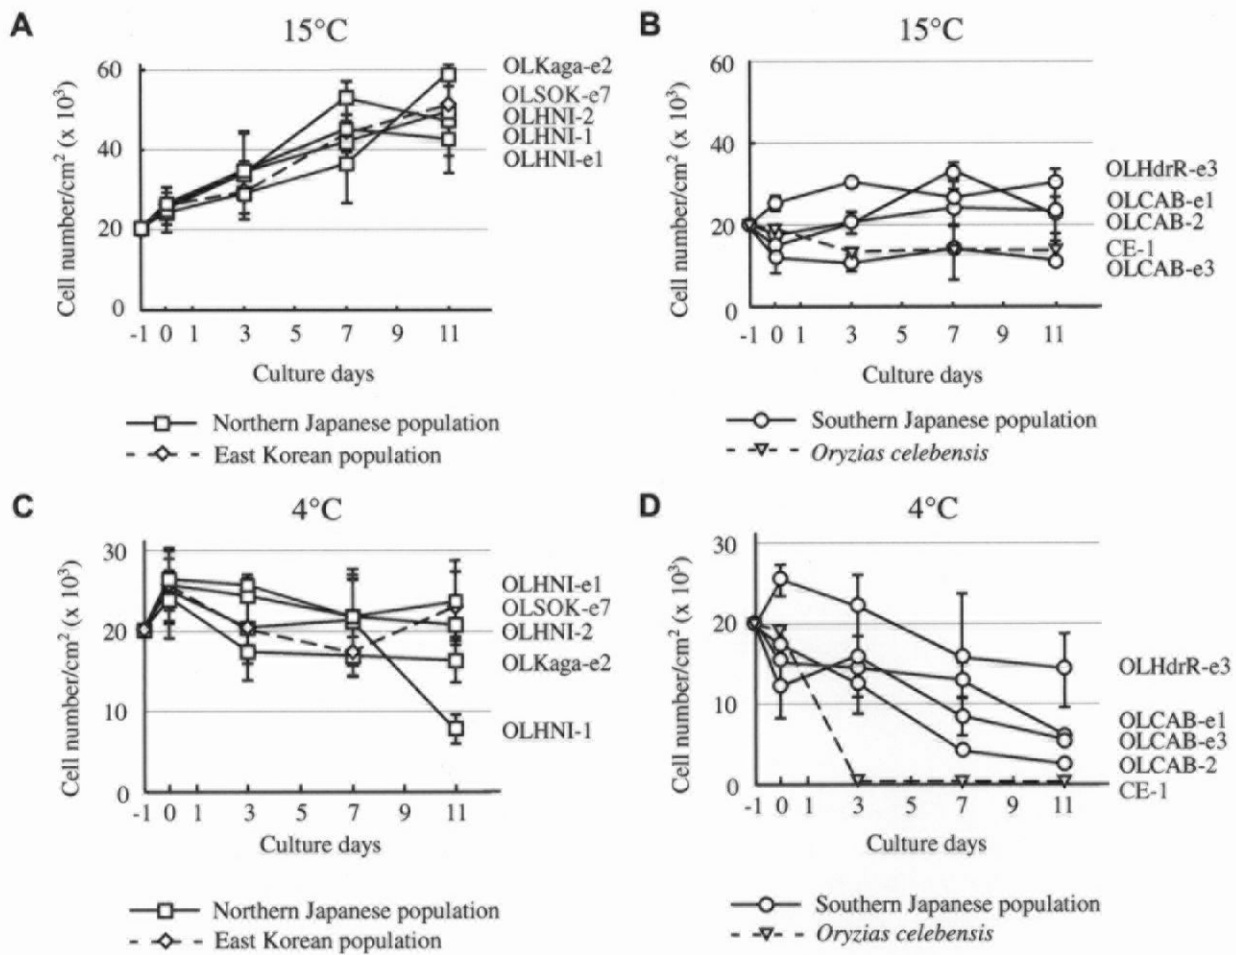 A
15°C
60
40
20
0
Cell number/cm² (x 10³)
-1 0 1 3 5 7 9 11
Culture days
OLKaga-e2
OLSOK-e7
OLHNI-2
OLHNI-1
OLHNI-e1
Northern Japanese population
East Korean population
B
15°C
60
40
20
0
Cell number/cm² (x 10³)
-1 0 1 3 5 7 9 11
Culture days
OLHdrR-e3
OLCAB-e1
OLCAB-2
CE-1
OLCAB-e3
Southern Japanese population
Oryzias celebensis
C
4°C
30
20
10
0
Cell number/cm² (x 10³)
-1 0 1 3 5 7 9 11
Culture days
OLHNI-e1
OLSOK-e7
OLHNI-2
OLKaga-e2
OLHNI-1
Northern Japanese population
East Korean population
D
4°C
30
20
10
0
Cell number/cm² (x 10³)
-1 0 1 3 5 7 9 11
Culture days
OLHdrR-e3
OLCAB-e1
OLCAB-e3
OLCAB-2
CE-1
Southern Japanese population
Oryzias celebensis